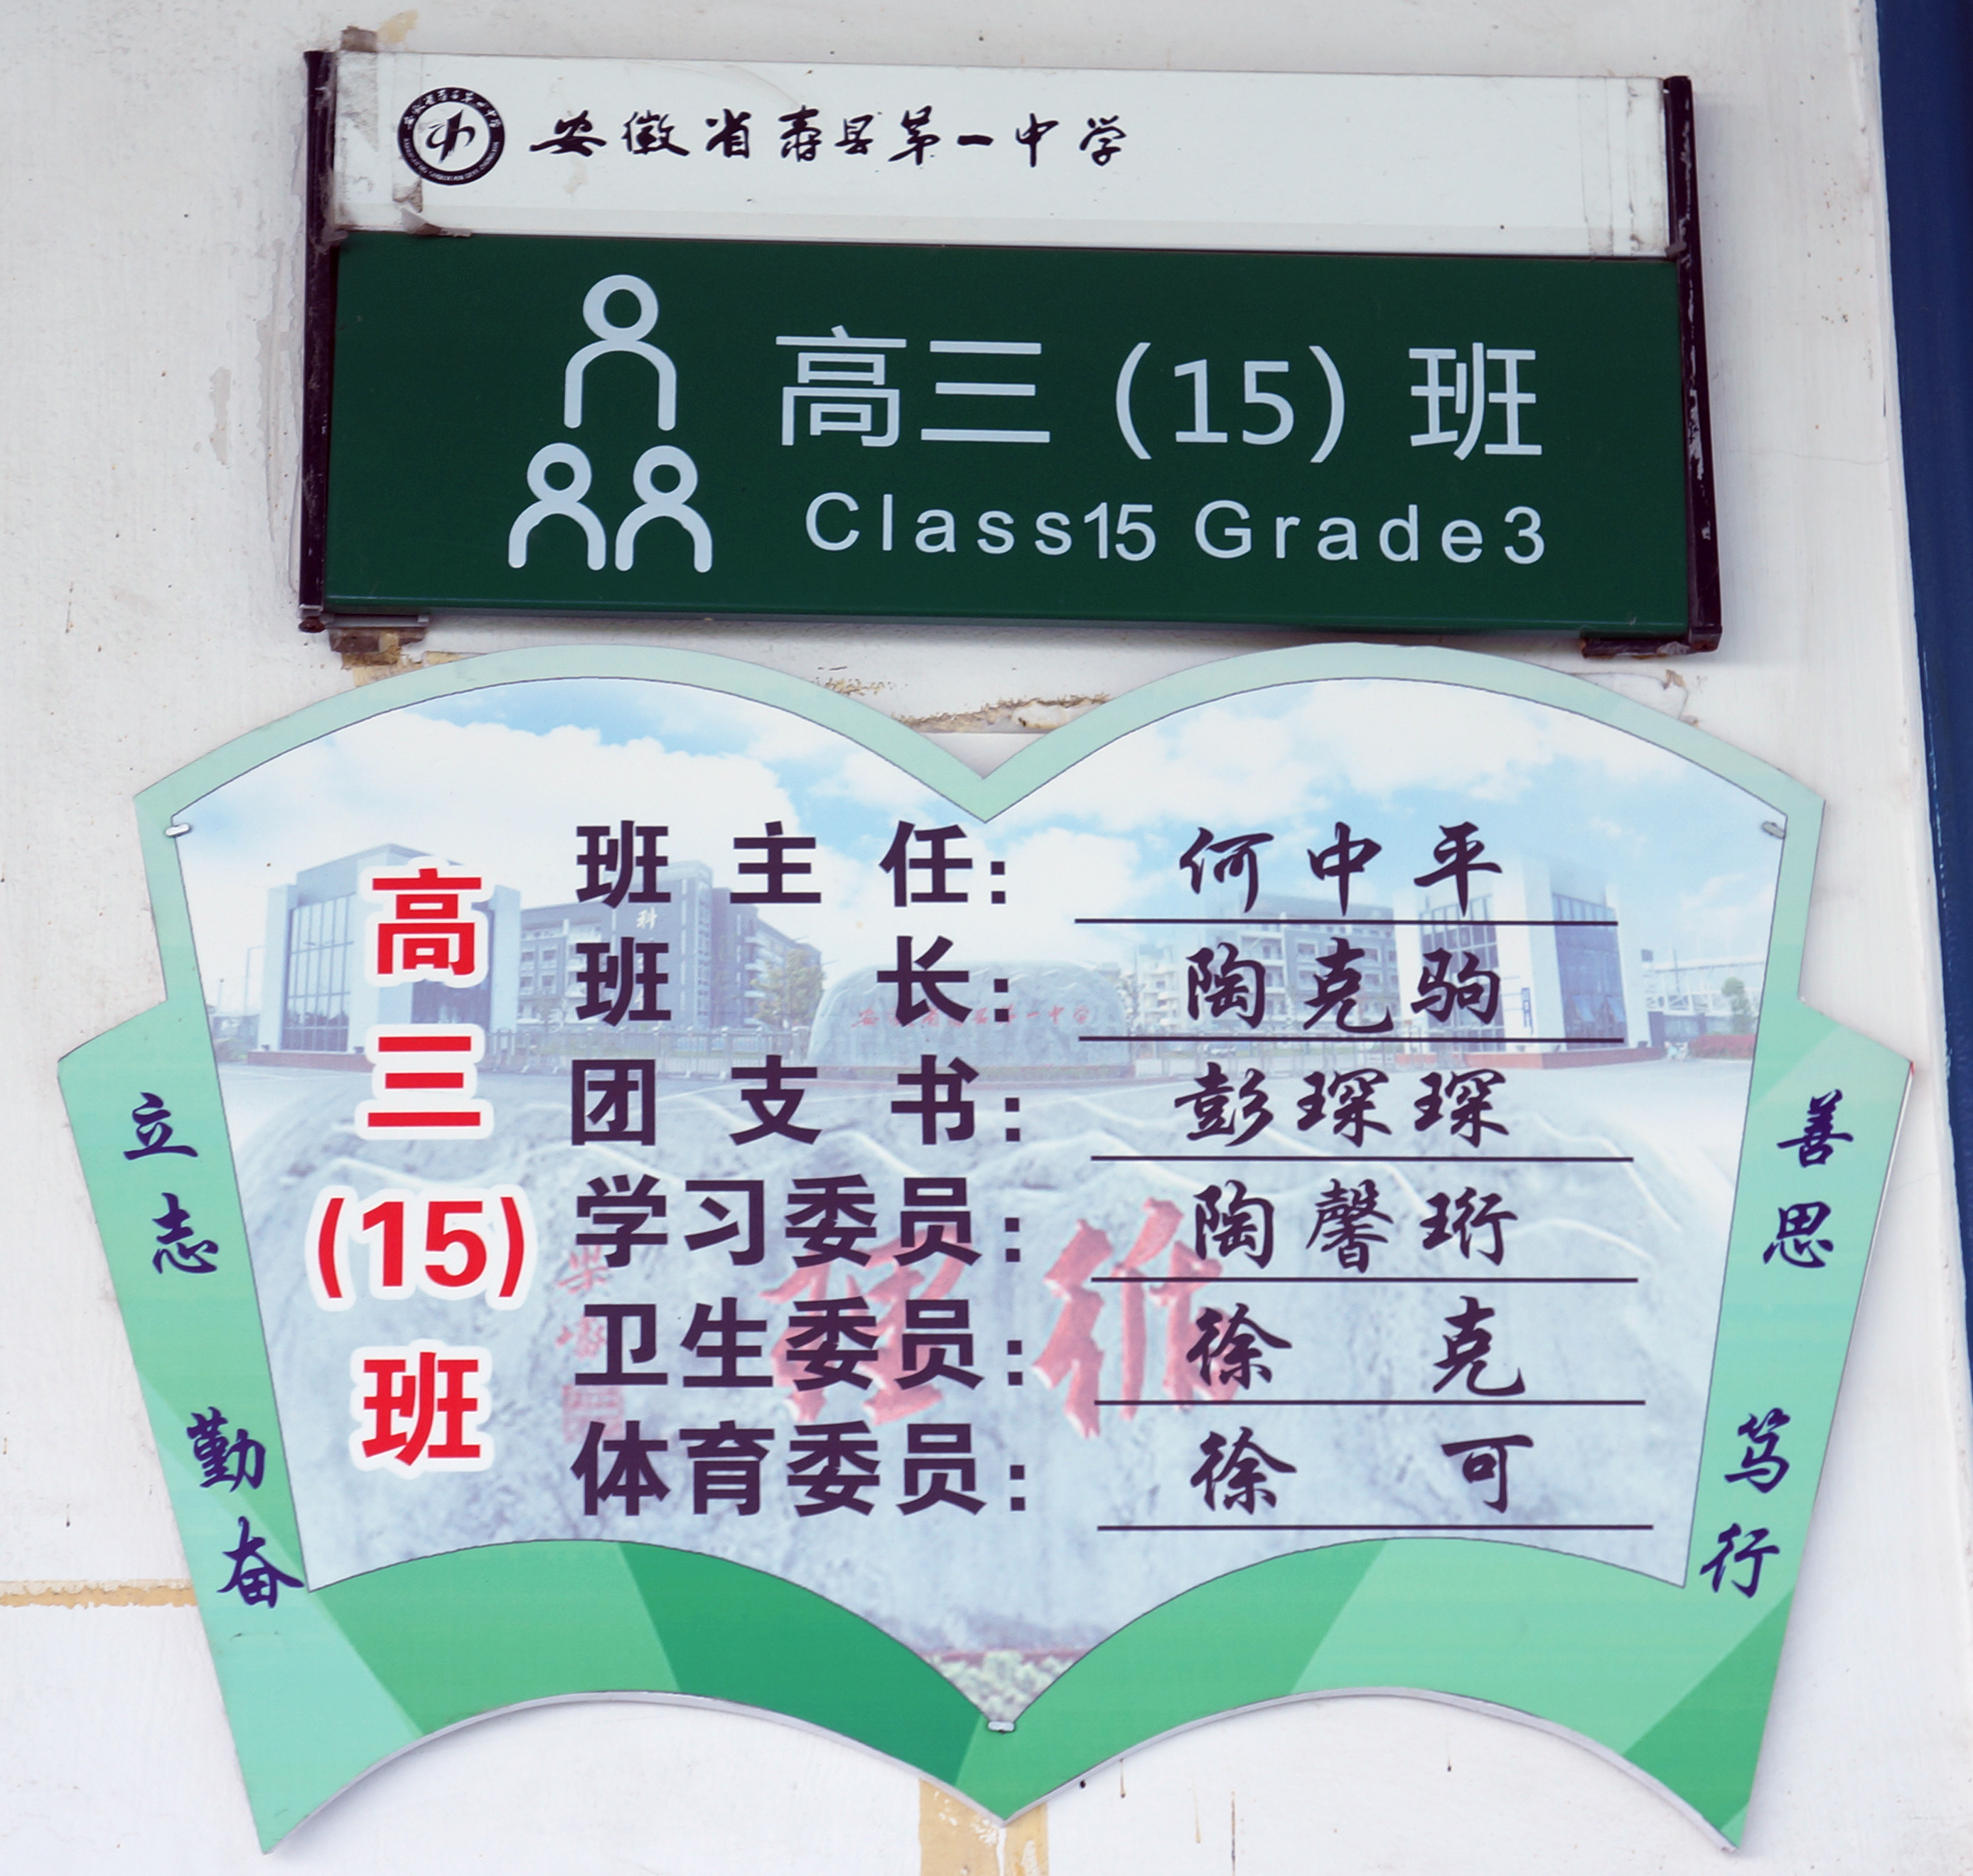 安徽省寿县第一中学
高三（15）班
Class15 Grade3
高三(15)班
班主任： 何中平
班长： 陶克驹
团支书： 彭琛琛
学习委员： 陶馨珩
卫生委员： 徐克
体育委员： 徐可
立志 勤奋
善思 笃行